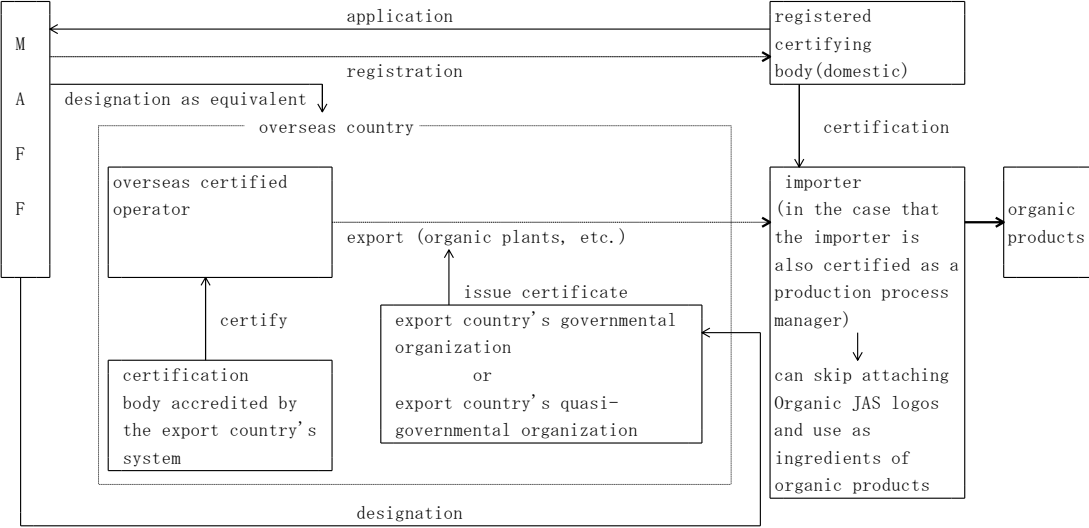 M
A
F
F
application
registration
designation as equivalent
registered
certifying
body(domestic)
certification
overseas country
overseas certified
operator
export (organic plants, etc.)
issue certificate
certify
certification
body accredited by
the export country's
system
export country's governmental
organization
or
export country's quasi-
governmental organization
importer
(in the case that
the importer is
also certified as a
production process
manager)
can skip attaching
Organic JAS logos
and use as
ingredients of
organic products
organic
products
designation